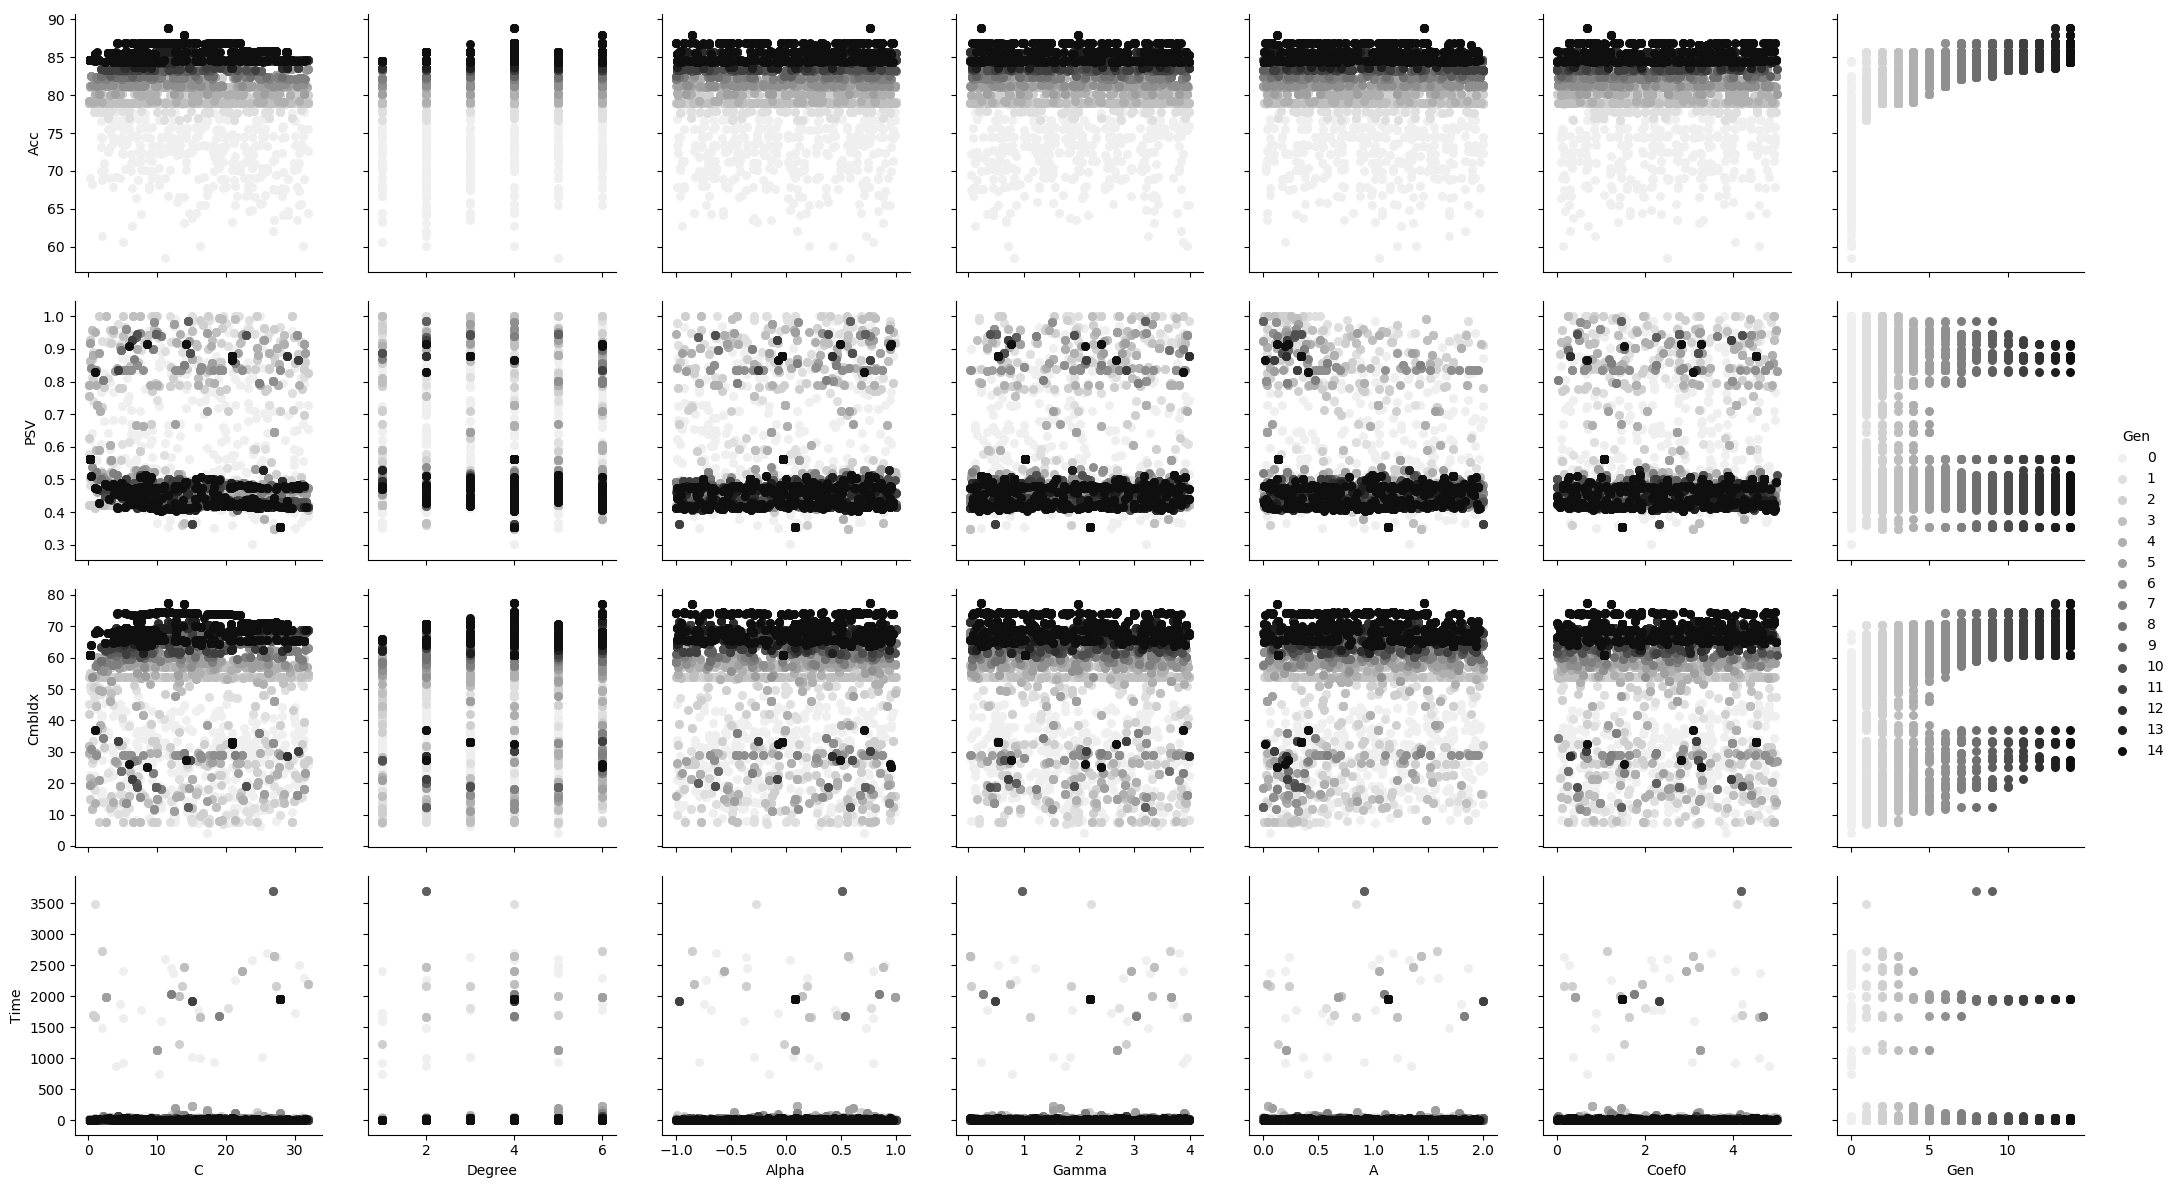 90
85
80
75
70
65
60
Acc
1.0
0.9
0.8
0.7
0.6
0.5
0.4
0.3
PSV
80
70
60
50
40
30
20
10
0
CmbIdx
3500
3000
2500
2000
1500
1000
500
0
Time
0 10 20 30
C
2 4 6
Degree
−1.0 −0.5 0.0 0.5 1.0
Alpha
0 1 2 3 4
Gamma
0.0 0.5 1.0 1.5 2.0
A
0 2 4
Coef0
0 5 10
Gen
Gen
0
1
2
3
4
5
6
7
8
9
10
11
12
13
14